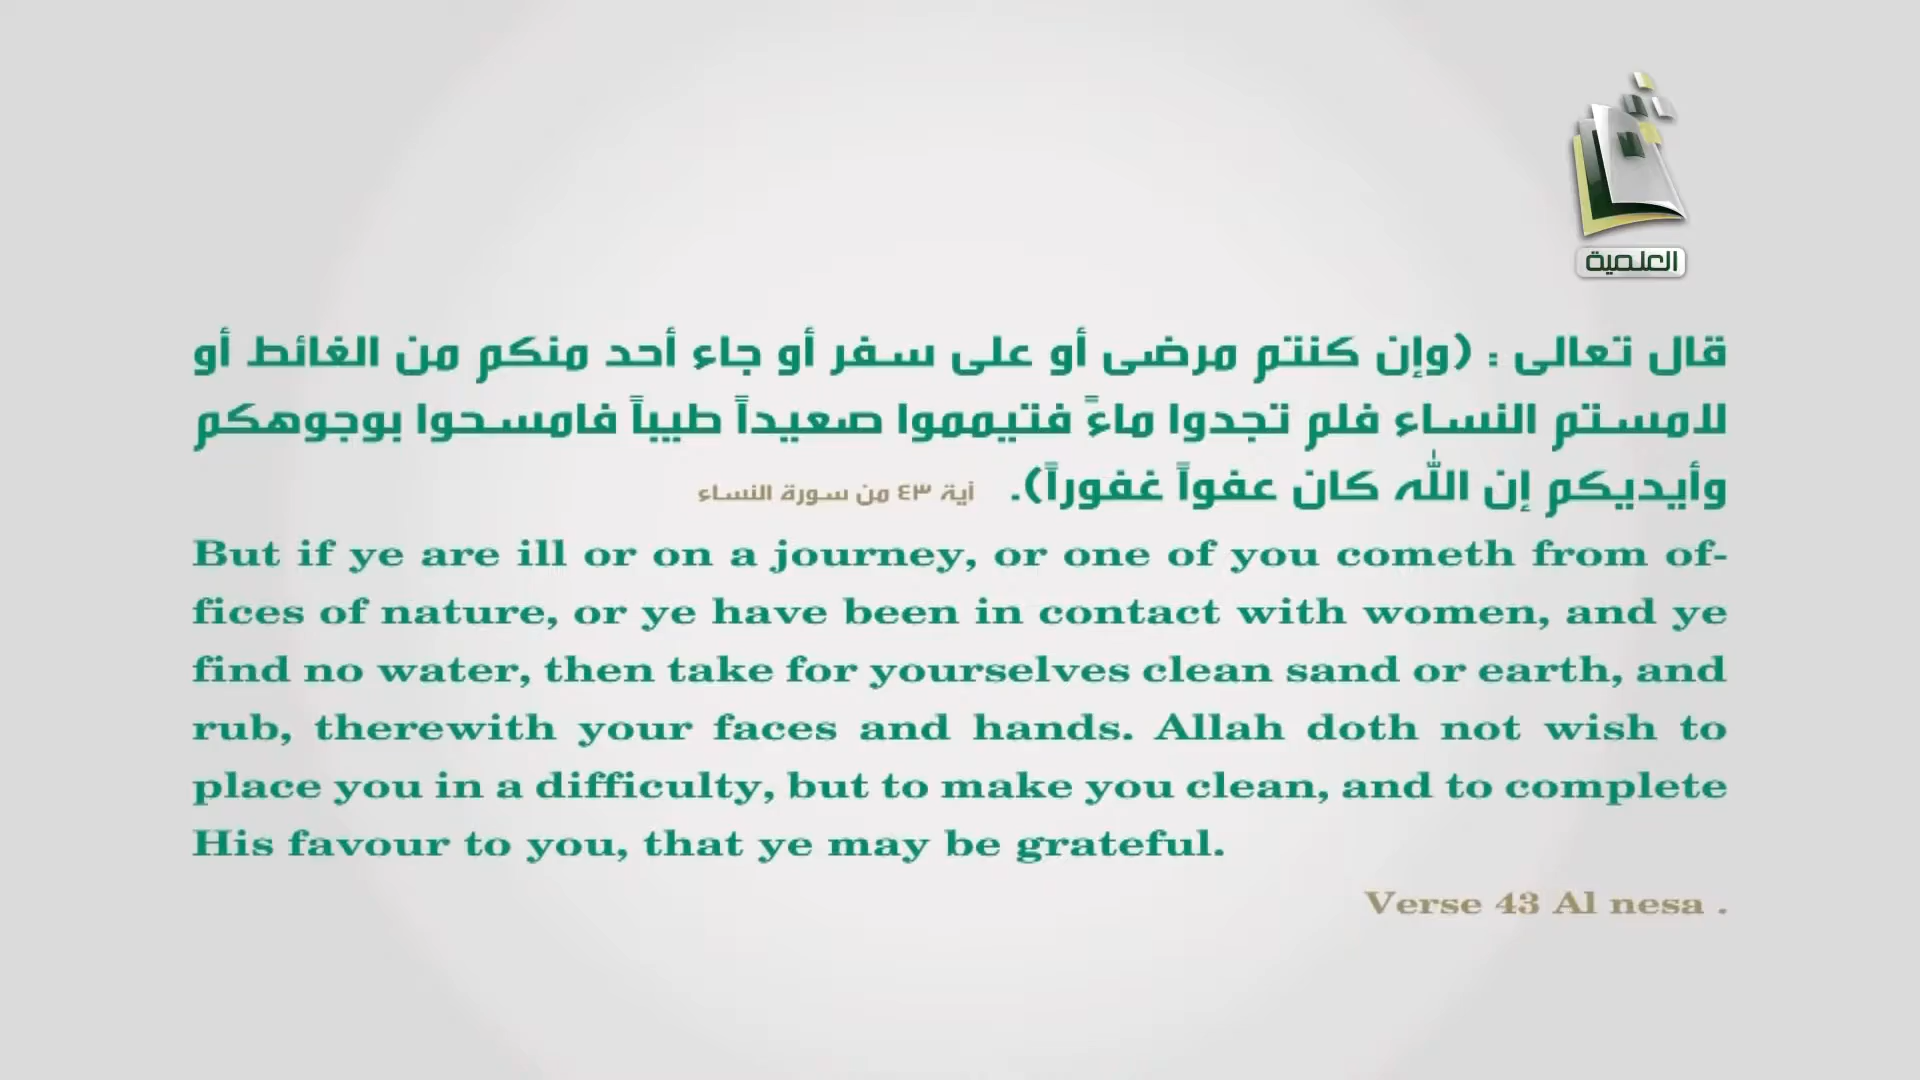 العلمية
قال تعالى : (وإن كنتم مرضى أو على سفر أو جاء أحد منكم من الغائط أو
لامستم النساء فلم تجدوا ماءً فتيمموا صعيداً طيباً فامسحوا بوجوهكم
وأيديكم إن الله كان عفواً غفوراً). آية ٤٣ من سورة النساء
But if ye are ill or on a journey, or one of you cometh from of-
fices of nature, or ye have been in contact with women, and ye
find no water, then take for yourselves clean sand or earth, and
rub, therewith your faces and hands. Allah doth not wish to
place you in a difficulty, but to make you clean, and to complete
His favour to you, that ye may be grateful.
Verse 43 Al nesa .